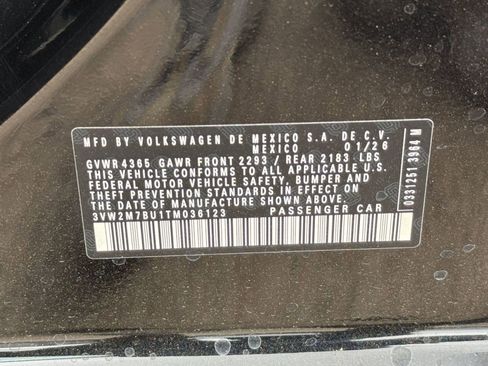 MFD BY VOLKSWAGEN DE MEXICO S.A. DE C.V.
MEXICO 01/26
GVWR 4365 GAWR FRONT 2293 / REAR 2183 LBS
THIS VEHICLE CONFORMS TO ALL APPLICABLE U.S.
FEDERAL MOTOR VEHICLE SAFETY, BUMPER AND
THEFT PREVENTION STANDARDS IN EFFECT ON THE
DATE OF MANUFACTURE SHOWN ABOVE.
3VW2M7BU1TM036123 PASSENGER CAR
0331251 3964 M